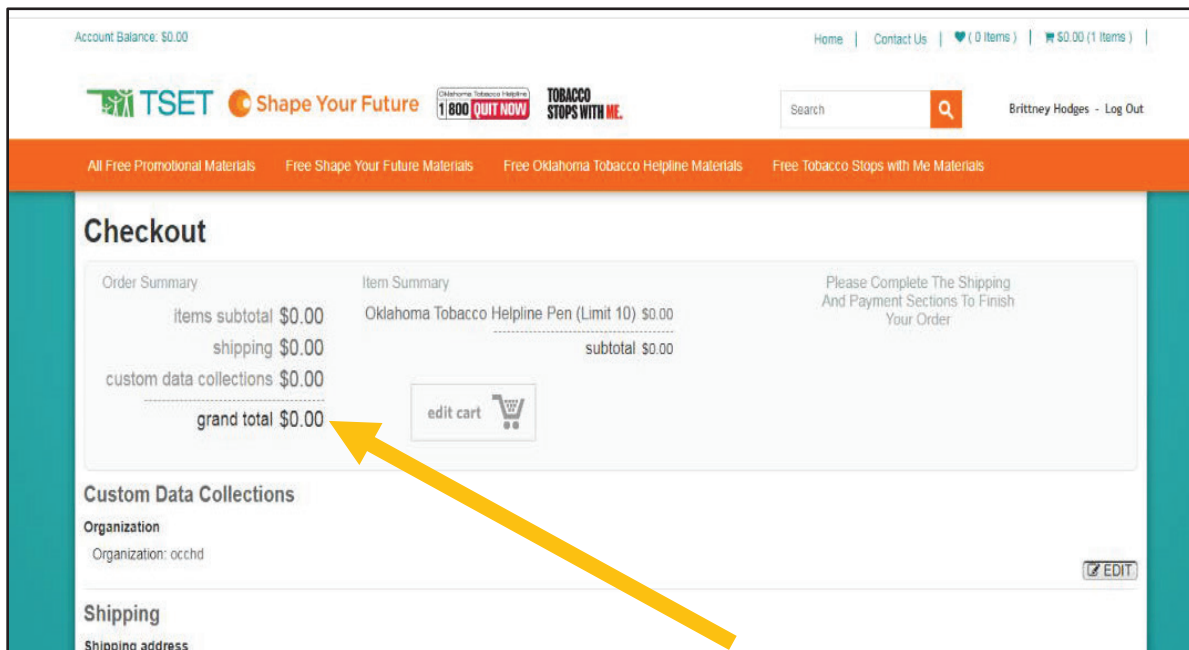 Account Balance: $0.00
Home | Contact Us | ( 0 Items ) | $0.00 (1 Items ) |
TSET Shape Your Future Oklahoma Tobacco Helpline 1 800 QUIT NOW TOBACCO STOPS WITH ME.
Search
Brittney Hodges - Log Out
All Free Promotional Materials Free Shape Your Future Materials Free Oklahoma Tobacco Helpline Materials Free Tobacco Stops with Me Materials
Checkout
Order Summary
items subtotal $0.00
shipping $0.00
custom data collections $0.00
grand total $0.00
Item Summary
Oklahoma Tobacco Helpline Pen (Limit 10) $0.00
subtotal $0.00
edit cart
Please Complete The Shipping
And Payment Sections To Finish
Your Order
Custom Data Collections
Organization
Organization: occhd
EDIT
Shipping
Shipping address